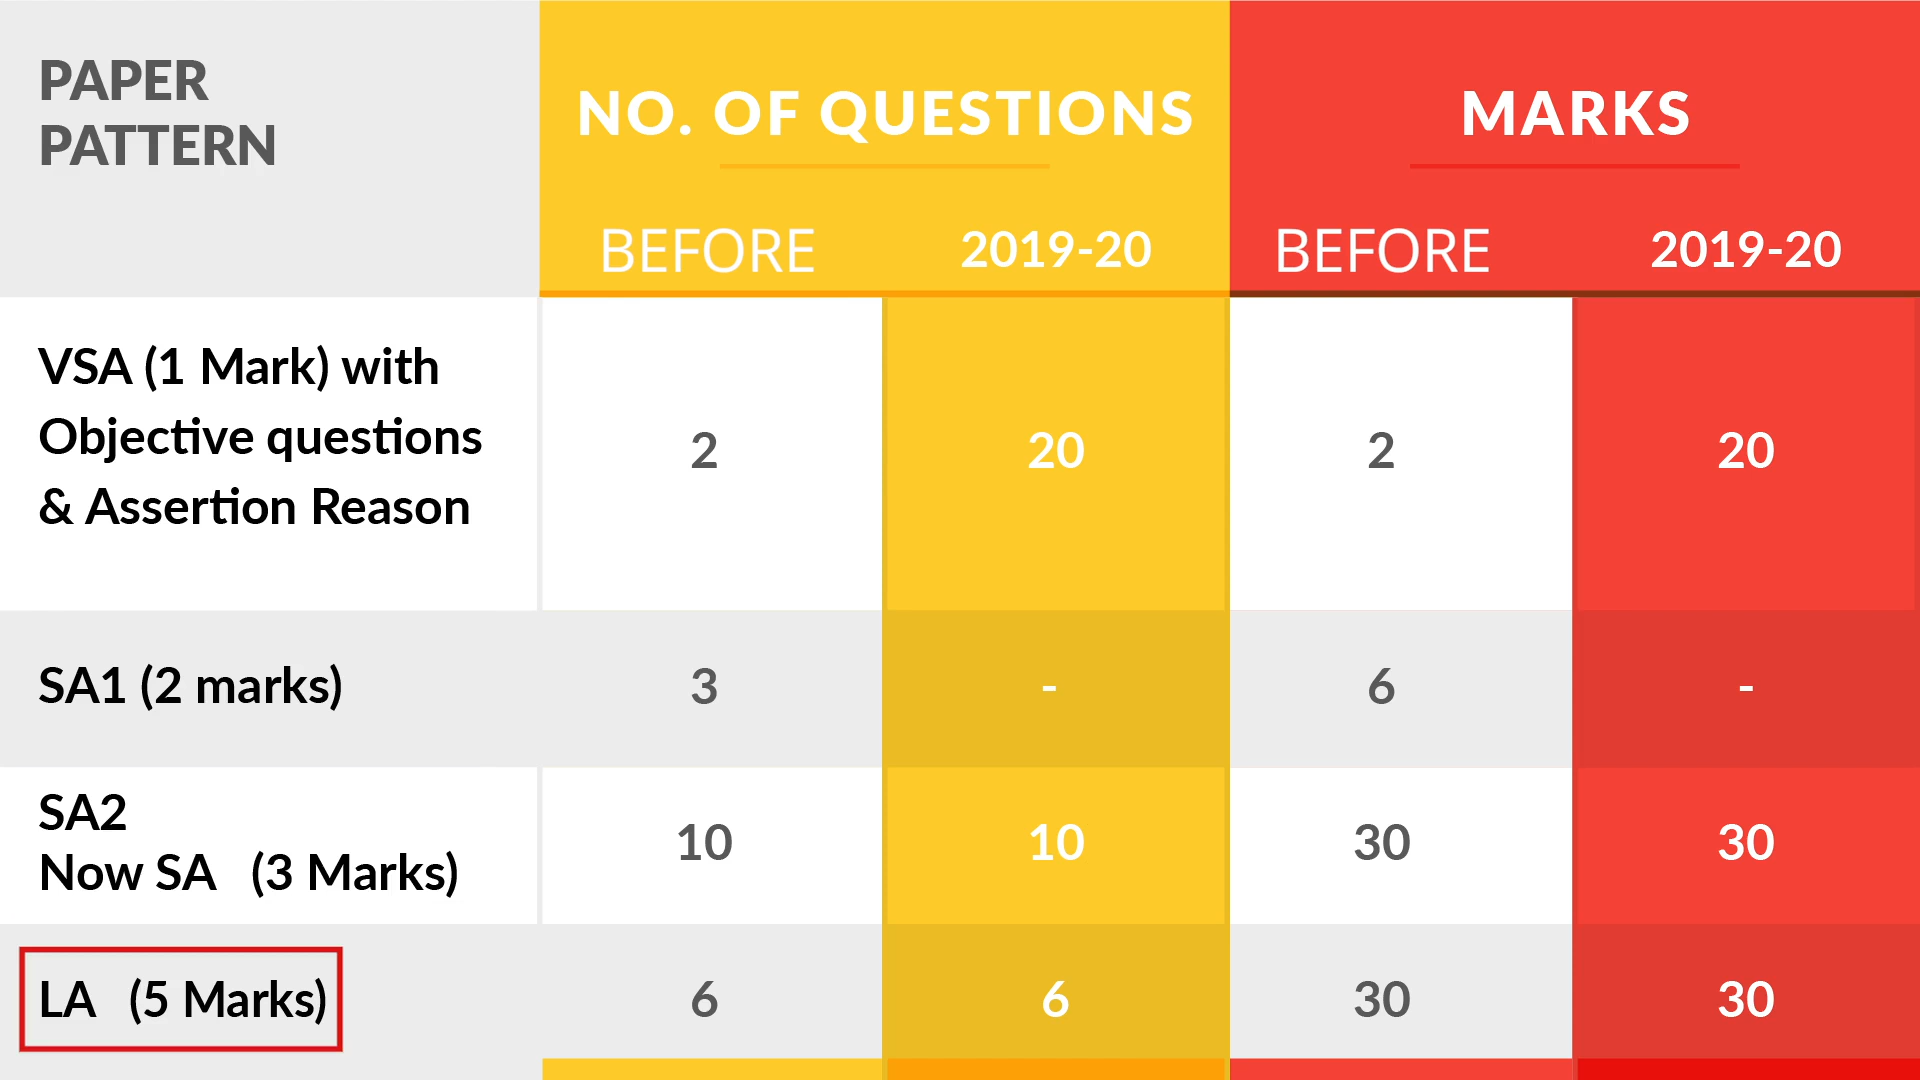 PAPER
PATTERN
NO. OF QUESTIONS
MARKS
BEFORE 2019-20 BEFORE 2019-20
VSA (1 Mark) with
Objective questions
& Assertion Reason
2 20 2 20
SA1 (2 marks) 3 - 6 -
SA2
Now SA (3 Marks)
10 10 30 30
LA (5 Marks) 6 6 30 30